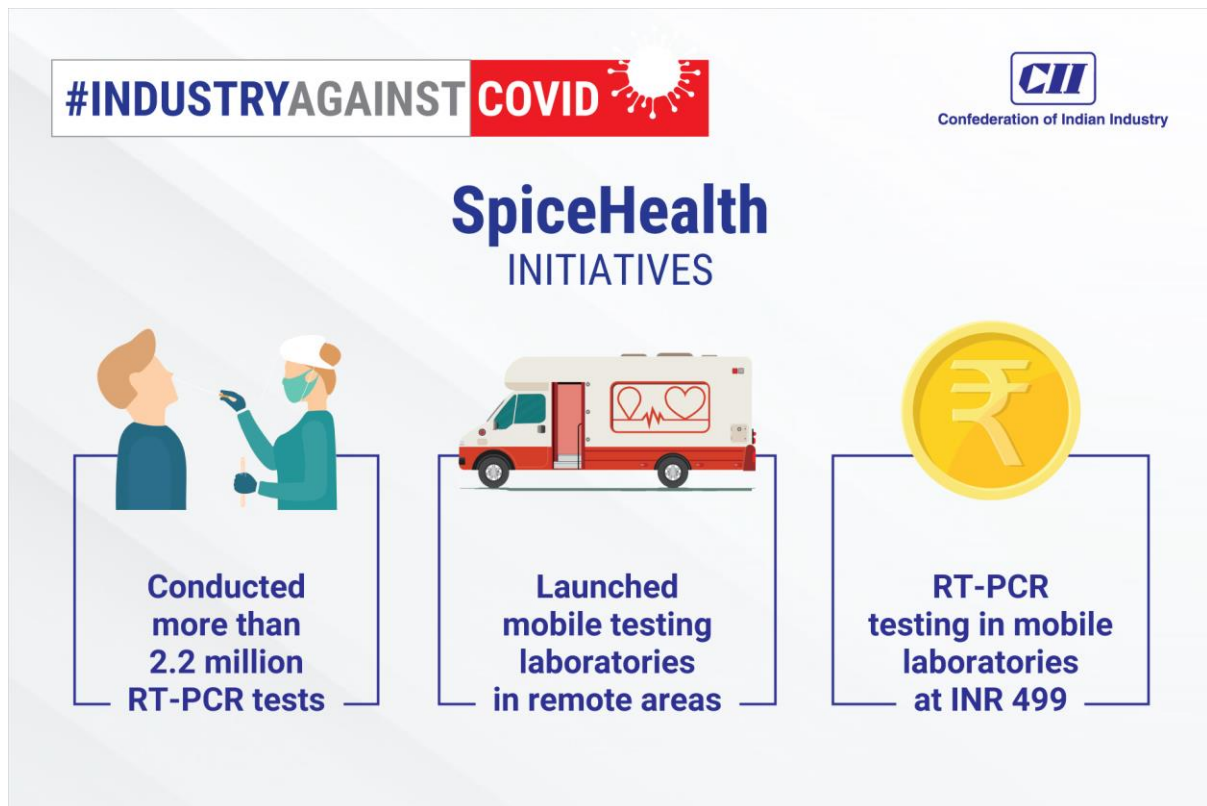 #INDUSTRYAGAINST COVID
CII
Confederation of Indian Industry
SpiceHealth
INITIATIVES
Conducted
more than
2.2 million
RT-PCR tests
Launched
mobile testing
laboratories
in remote areas
₹
RT-PCR
testing in mobile
laboratories
at INR 499